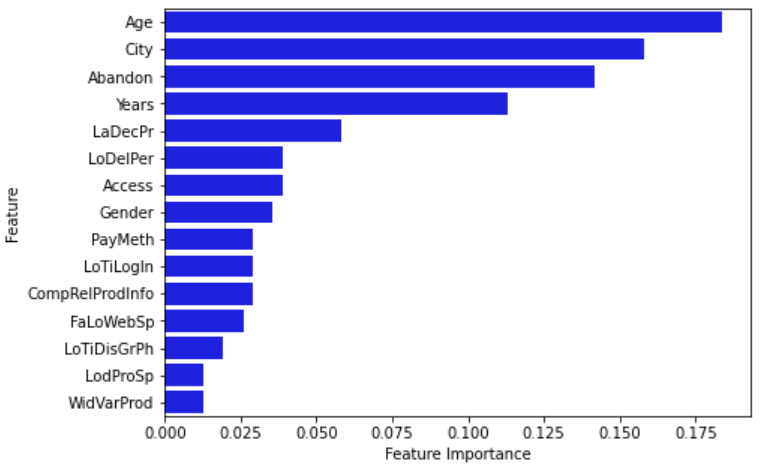 Age
City
Abandon
Years
LaDecPr
LoDelPer
Access
Gender
PayMeth
LoTiLogIn
CompRelProdInfo
FaLoWebSp
LoTiDisGrPh
LodProSp
WidVarProd
Feature
0.000 0.025 0.050 0.075 0.100 0.125 0.150 0.175
Feature Importance